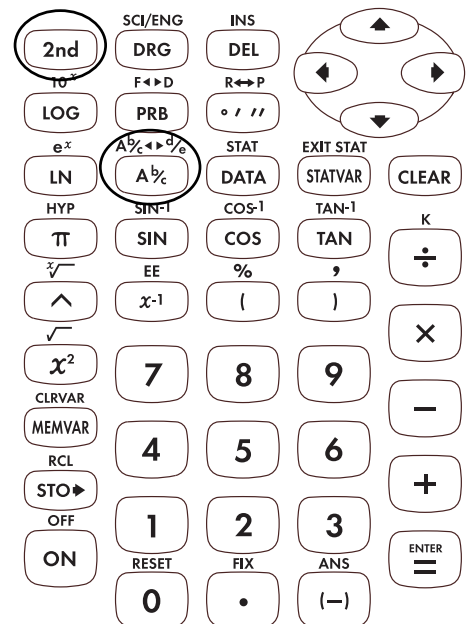 SCI/ENG INS
2nd DRG DEL
10ˣ F◂▸D R↔P
LOG PRB ° ′ ″
eˣ Ab/c◂▸d/e STAT EXIT STAT
LN Ab/c DATA STATVAR CLEAR
HYP SIN-1 COS-1 TAN-1 K
π SIN COS TAN ÷
ˣ√ EE % ,
^ x-1 ( ) ×
√
x² 7 8 9
CLRVAR −
MEMVAR 4 5 6
RCL
STO▸ +
OFF 1 2 3
ON RESET FIX ANS ENTER
0 . (−) =